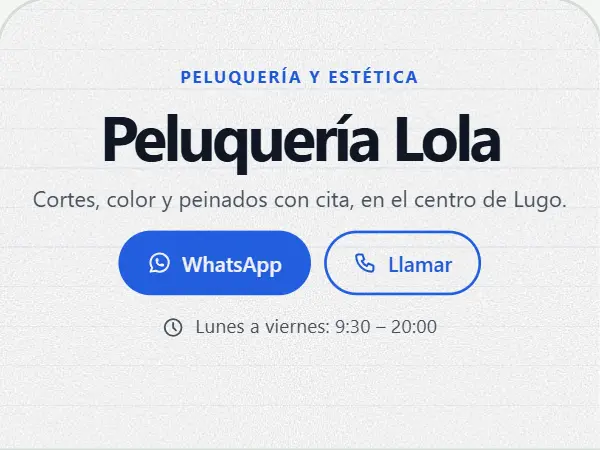 PELUQUERÍA Y ESTÉTICA
Peluquería Lola
Cortes, color y peinados con cita, en el centro de Lugo.
WhatsApp
Llamar
Lunes a viernes: 9:30 – 20:00